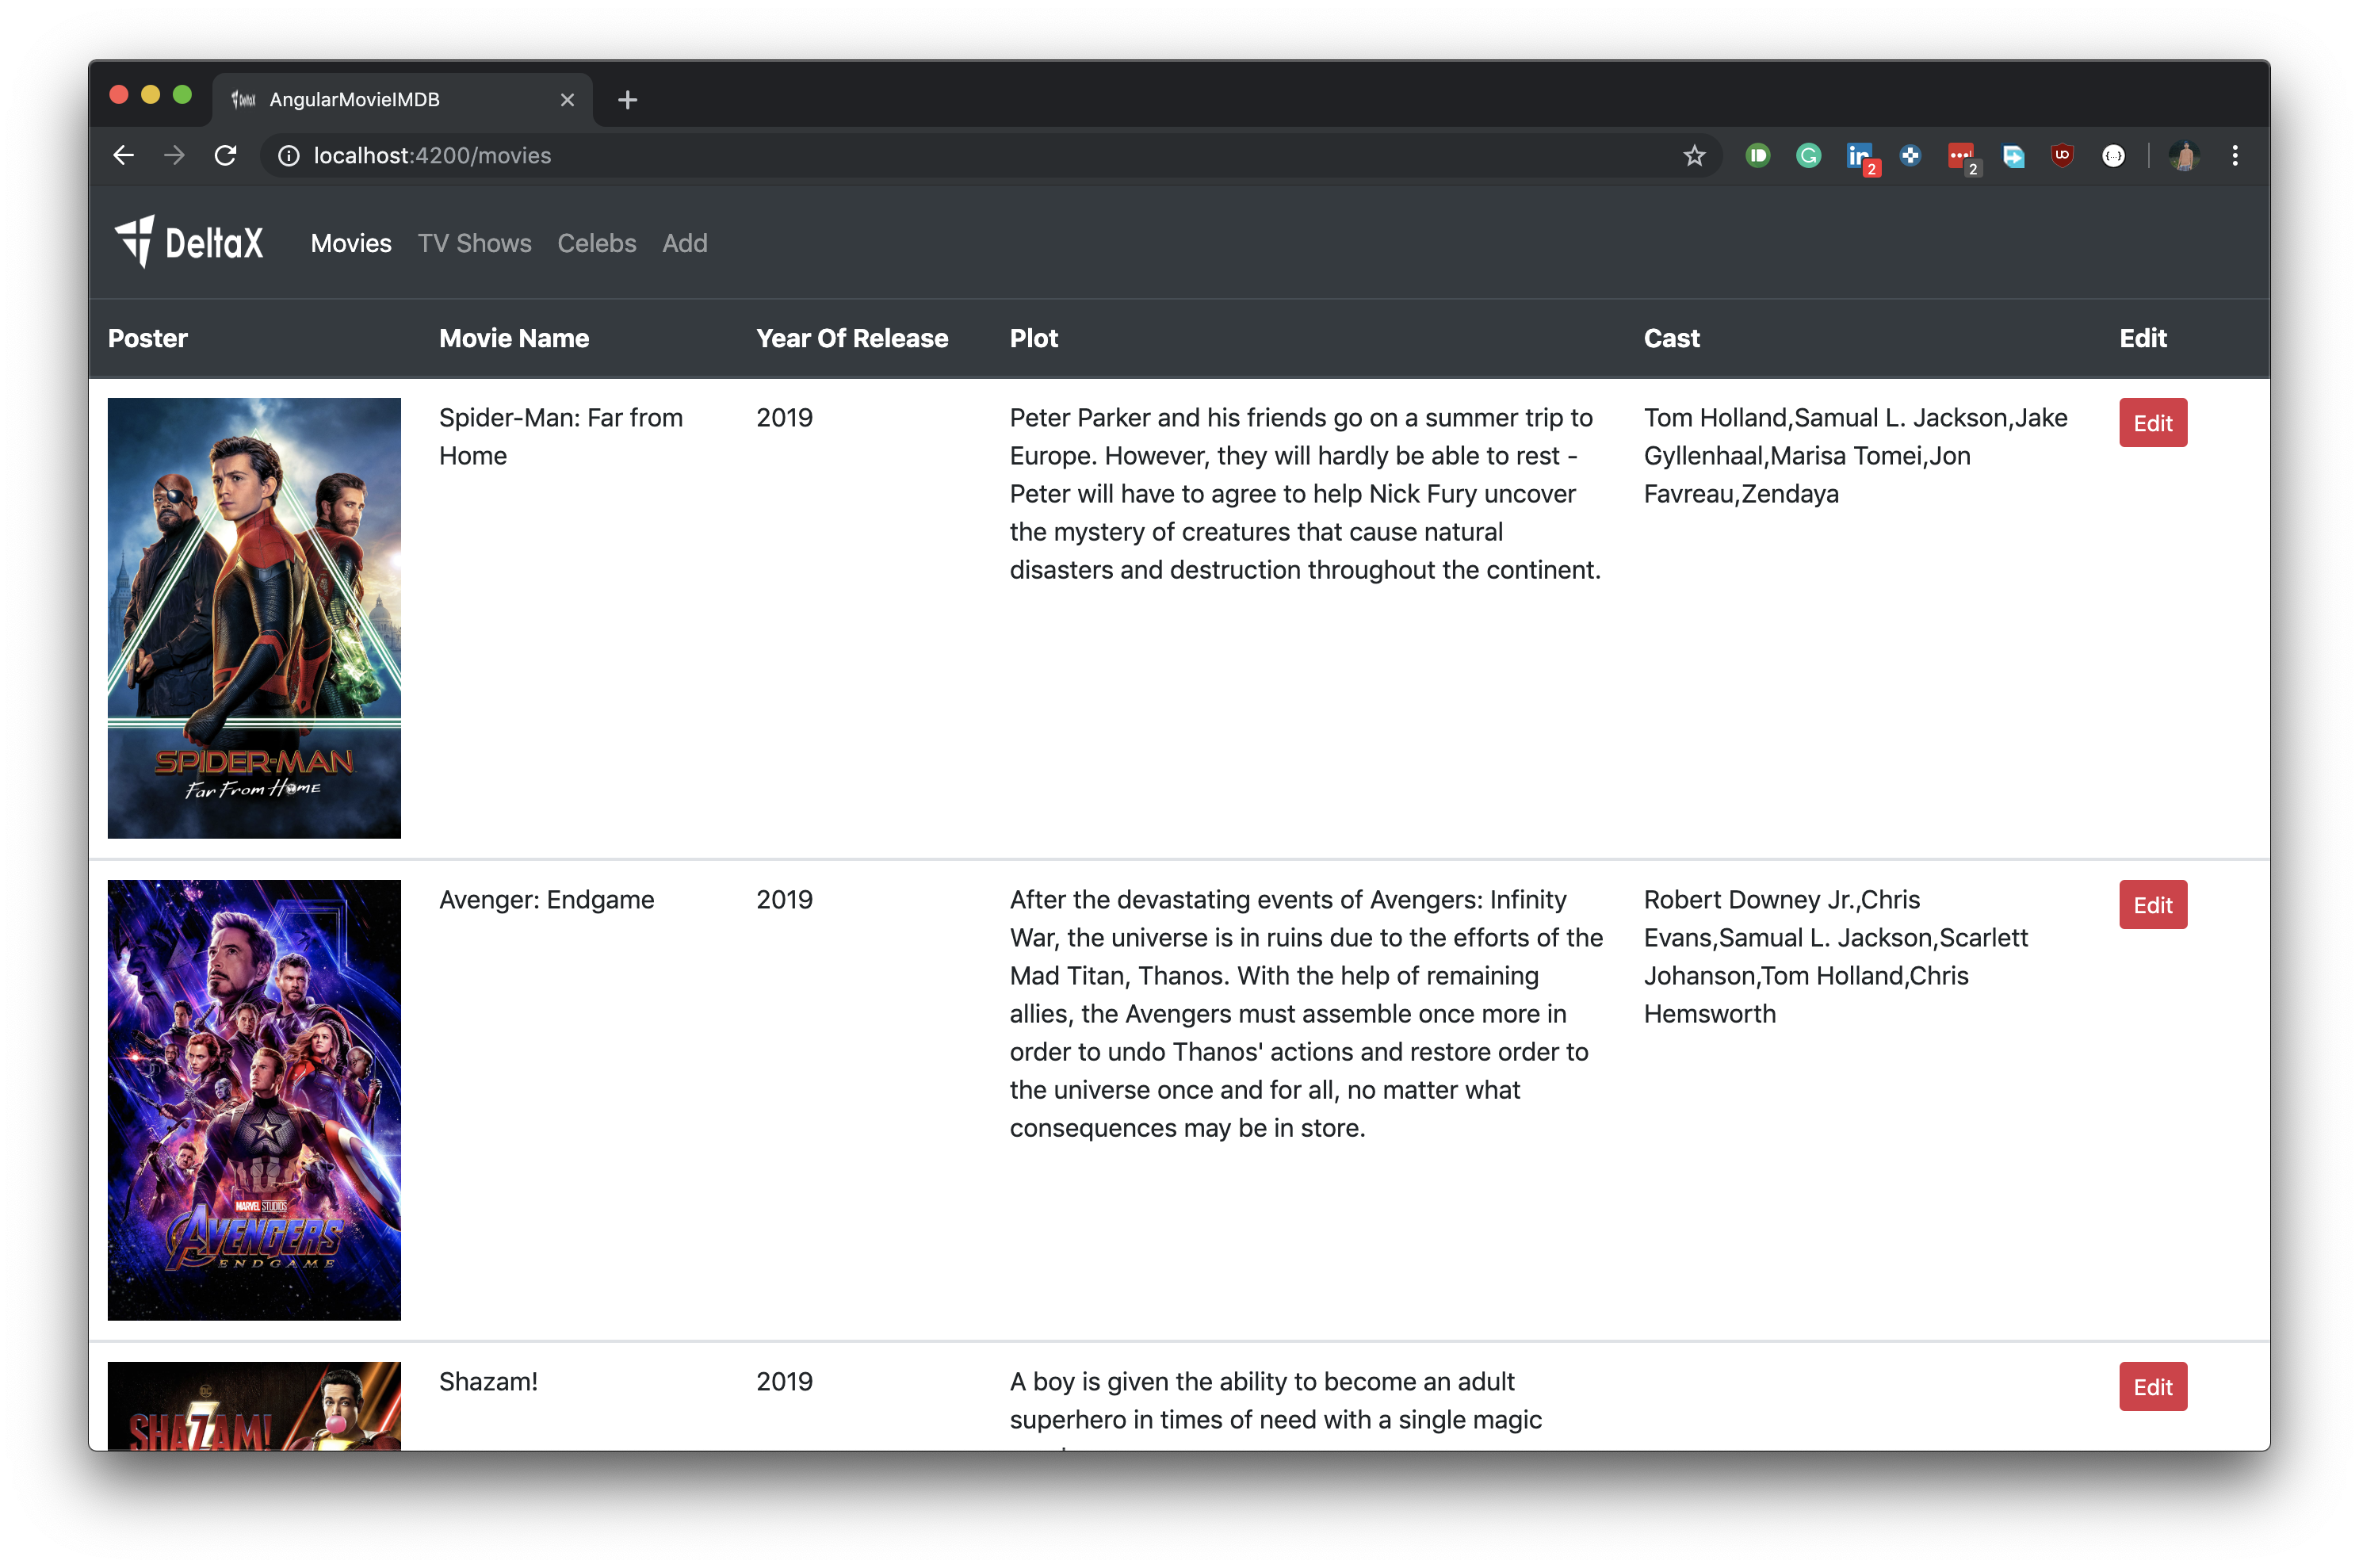 DeltaX AngularMovieIMDB
localhost:4200/movies
in 2
2
UD
{...}
DeltaX Movies TV Shows Celebs Add
Poster Movie Name Year Of Release Plot Cast Edit
Spider-Man: Far from
Home
2019
Peter Parker and his friends go on a summer trip to
Europe. However, they will hardly be able to rest -
Peter will have to agree to help Nick Fury uncover
the mystery of creatures that cause natural
disasters and destruction throughout the continent.
Tom Holland,Samual L. Jackson,Jake
Gyllenhaal,Marisa Tomei,Jon
Favreau,Zendaya
Edit
SPIDER-MAN
Far From Home
Avenger: Endgame
2019
After the devastating events of Avengers: Infinity
War, the universe is in ruins due to the efforts of the
Mad Titan, Thanos. With the help of remaining
allies, the Avengers must assemble once more in
order to undo Thanos' actions and restore order to
the universe once and for all, no matter what
consequences may be in store.
Robert Downey Jr.,Chris
Evans,Samual L. Jackson,Scarlett
Johanson,Tom Holland,Chris
Hemsworth
Edit
MARVEL STUDIOS
AVENGERS
ENDGAME
Shazam!
2019
A boy is given the ability to become an adult
superhero in times of need with a single magic
Edit
DC
SHAZAM!